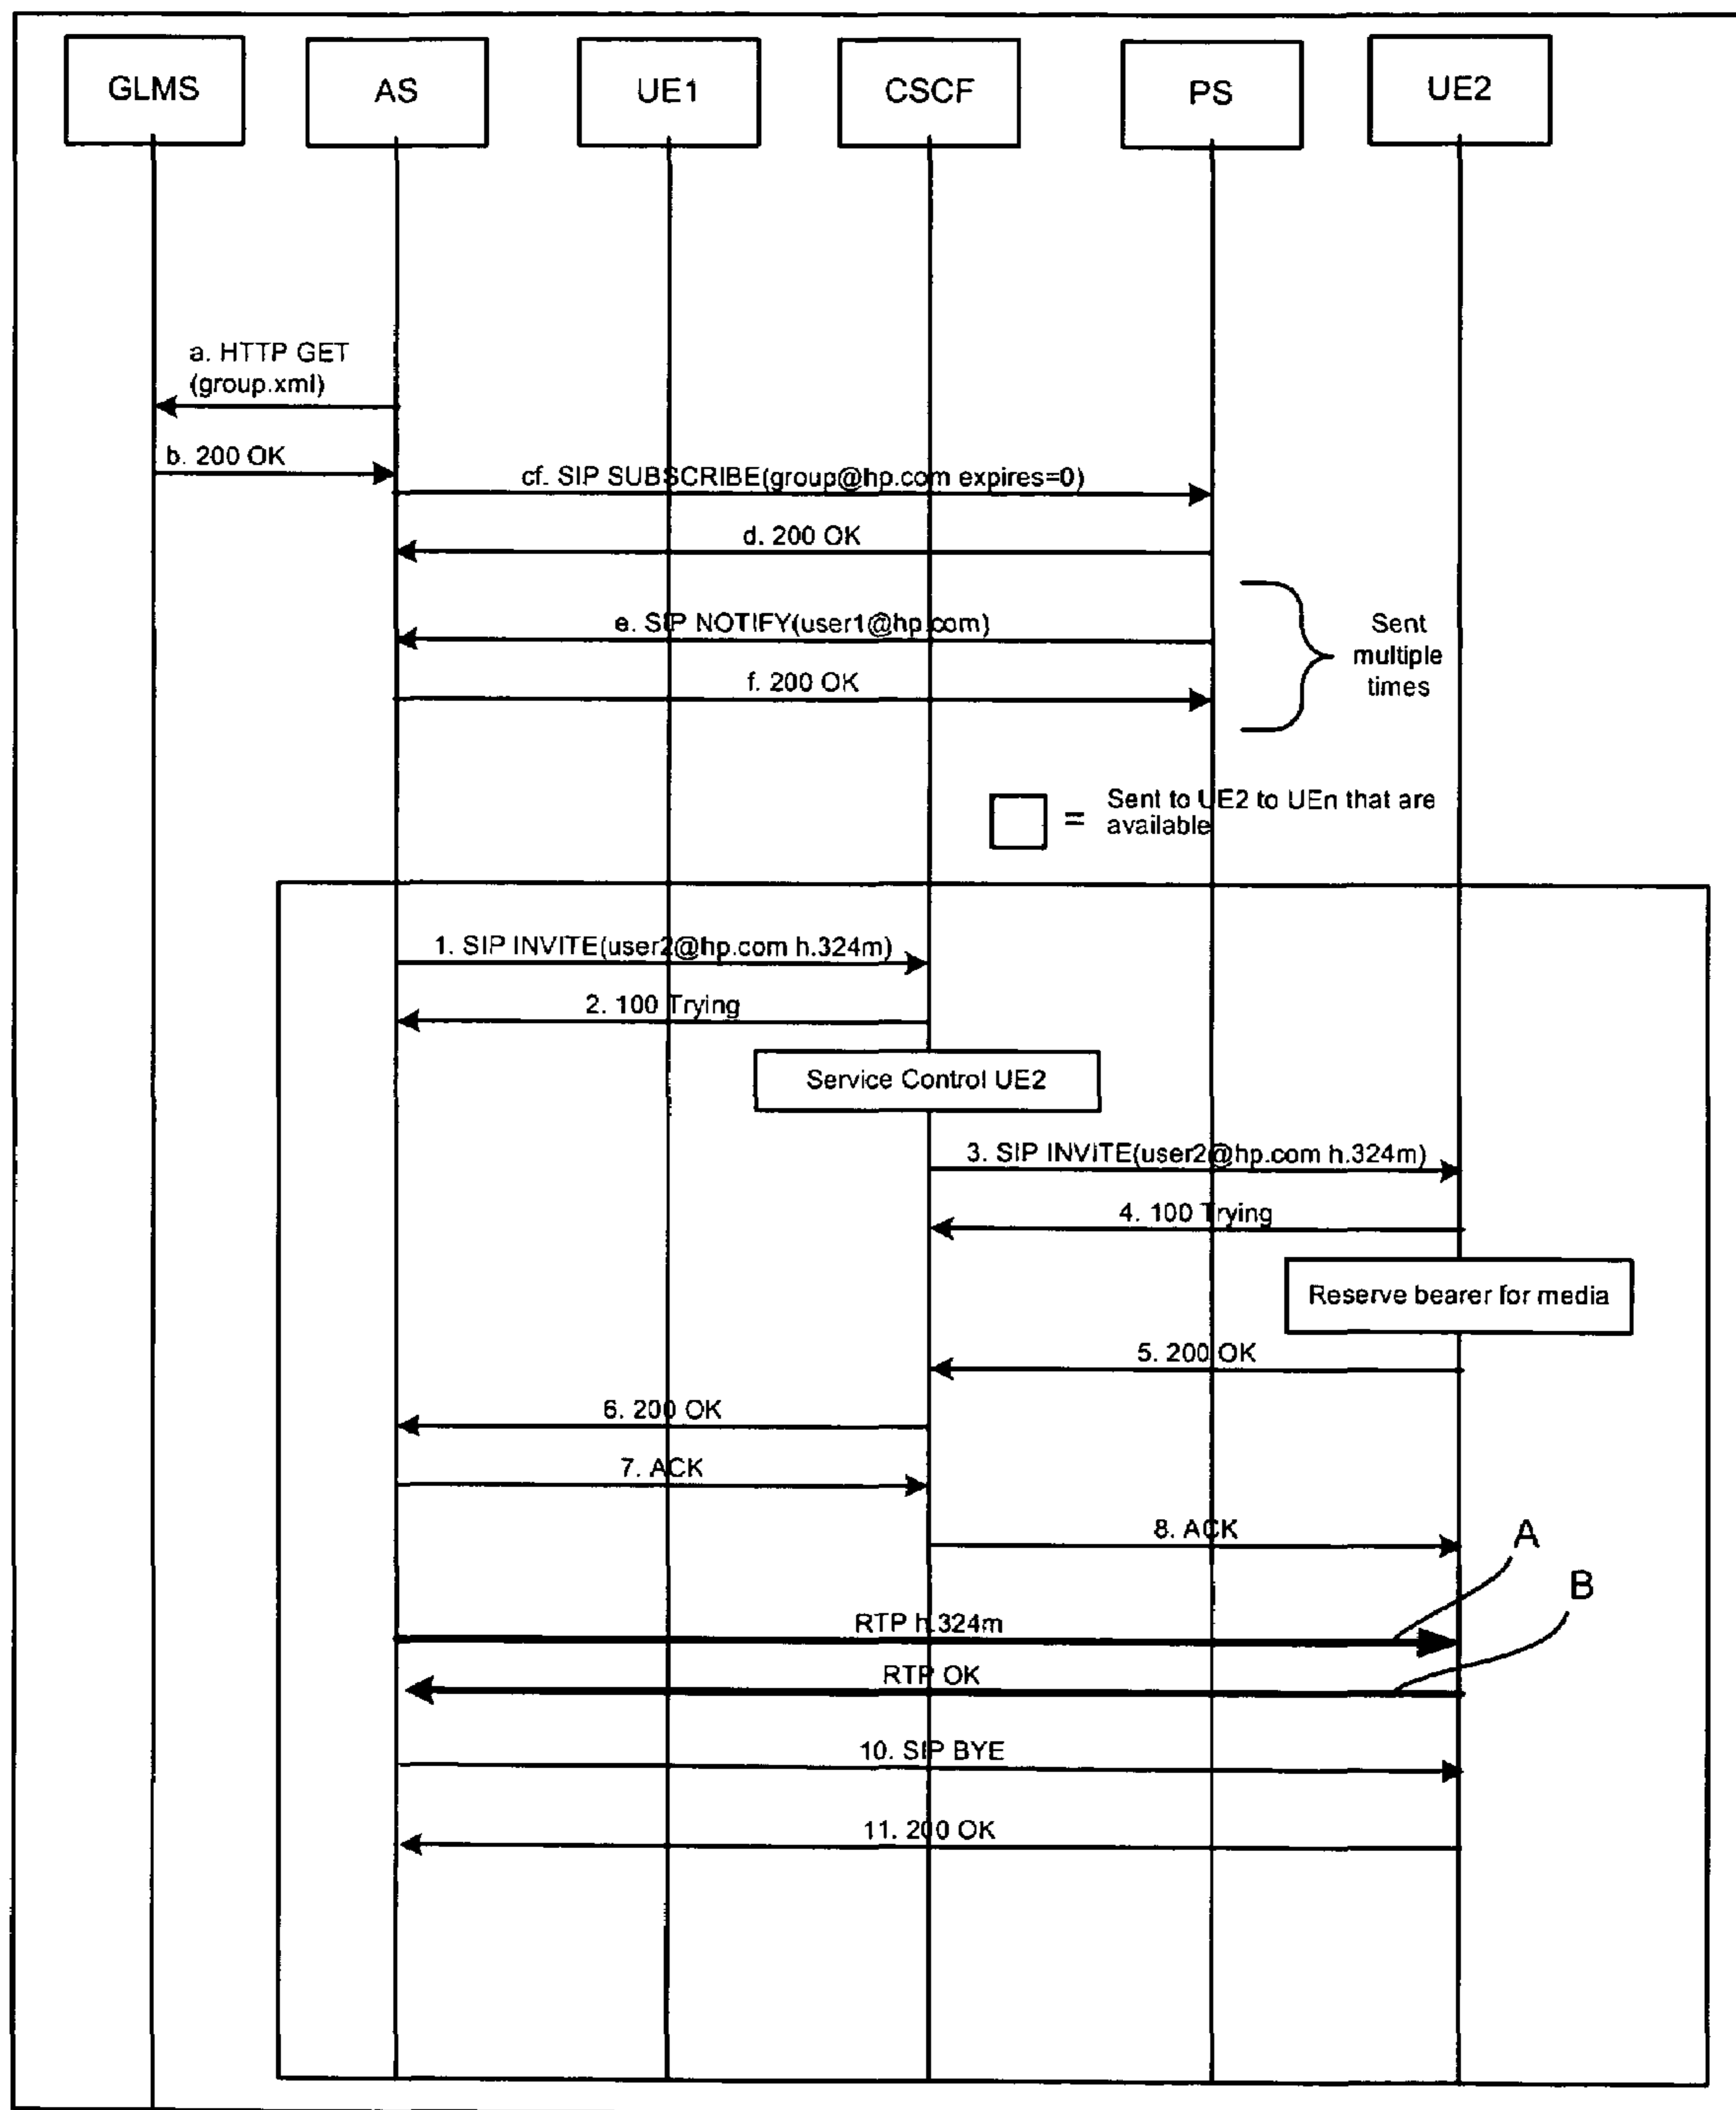 GLMS
AS
UE1
CSCF
PS
UE2
a. HTTP GET
(group.xml)
b. 200 OK
cf. SIP SUBSCRIBE(group@hp.com expires=0)
d. 200 OK
e. SIP NOTIFY(user1@hp.com)
f. 200 OK
Sent
multiple
times
= Sent to UE2 to UEn that are
available
1. SIP INVITE(user2@hp.com h.324m)
2. 100 Trying
Service Control UE2
3. SIP INVITE(user2@hp.com h.324m)
4. 100 Trying
Reserve bearer for media
5. 200 OK
6. 200 OK
7. ACK
8. ACK
A
B
RTP h.324m
RTP OK
10. SIP BYE
11. 200 OK